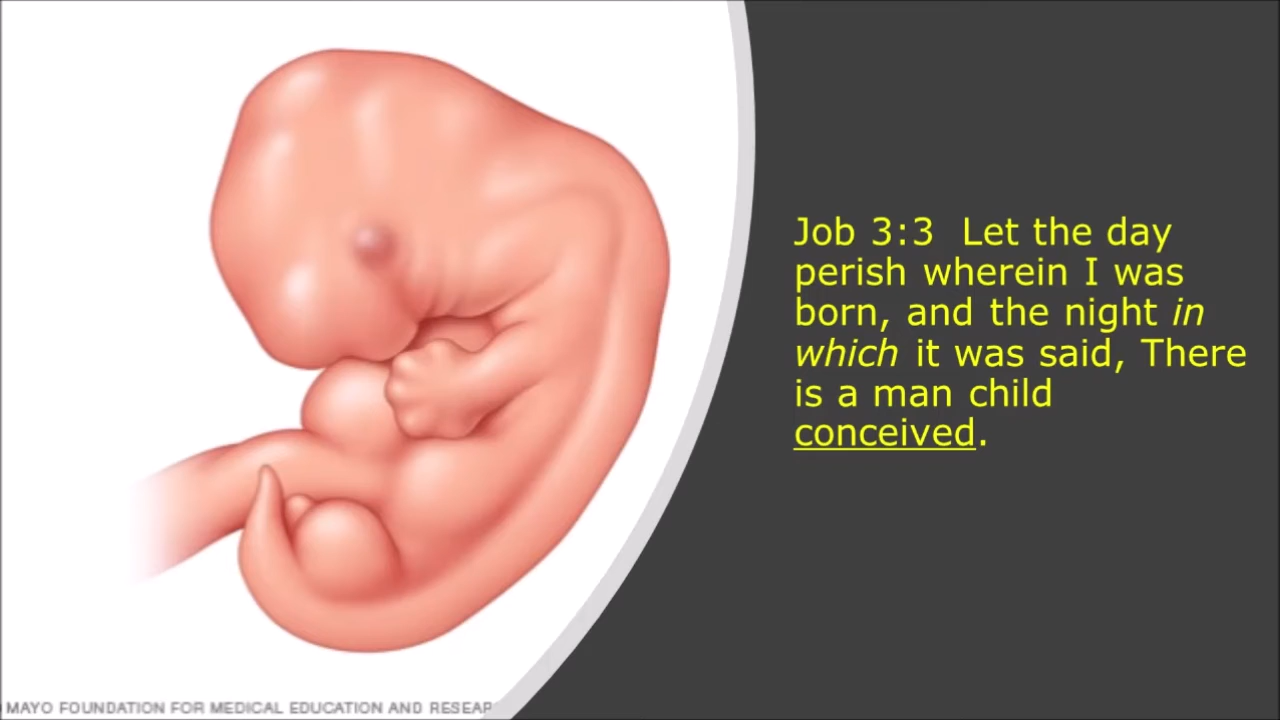 Job 3:3  Let the day
perish wherein I was
born, and the night in
which it was said, There
is a man child
conceived.
MAYO FOUNDATION FOR MEDICAL EDUCATION AND